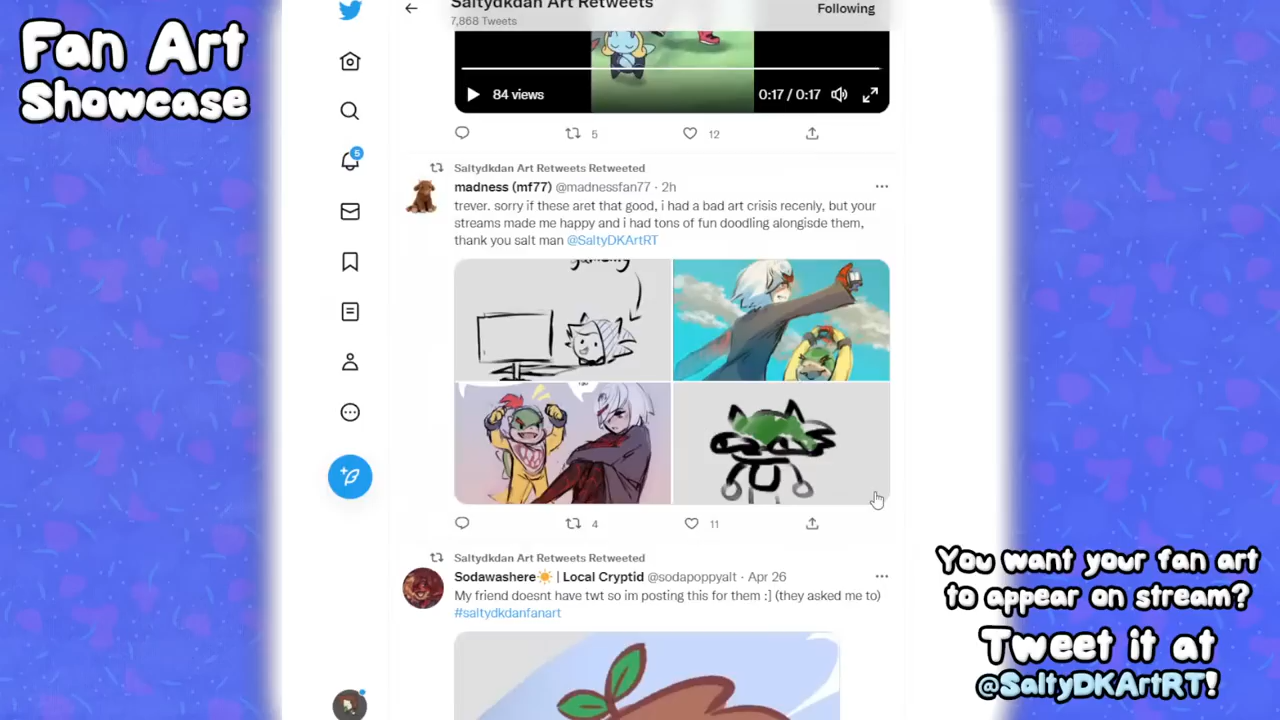 Fan Art
Showcase
Saltydkdan Art Retweets
7,868 Tweets
Following
84 views
0:17 / 0:17
5
12
5
Saltydkdan Art Retweets Retweeted
madness (mf77) @madnessfan77 · 2h
trever. sorry if these aret that good, i had a bad art crisis recenly, but your
streams made me happy and i had tons of fun doodling alongisde them,
thank you salt man @SaltyDKArtRT
4
11
Saltydkdan Art Retweets Retweeted
Sodawashere☀️ | Local Cryptid @sodapoppyalt · Apr 26
My friend doesnt have twt so im posting this for them :] (they asked me to)
#saltydkdanfanart
You want your fan art
to appear on stream?
Tweet it at
@SaltyDKArtRT!